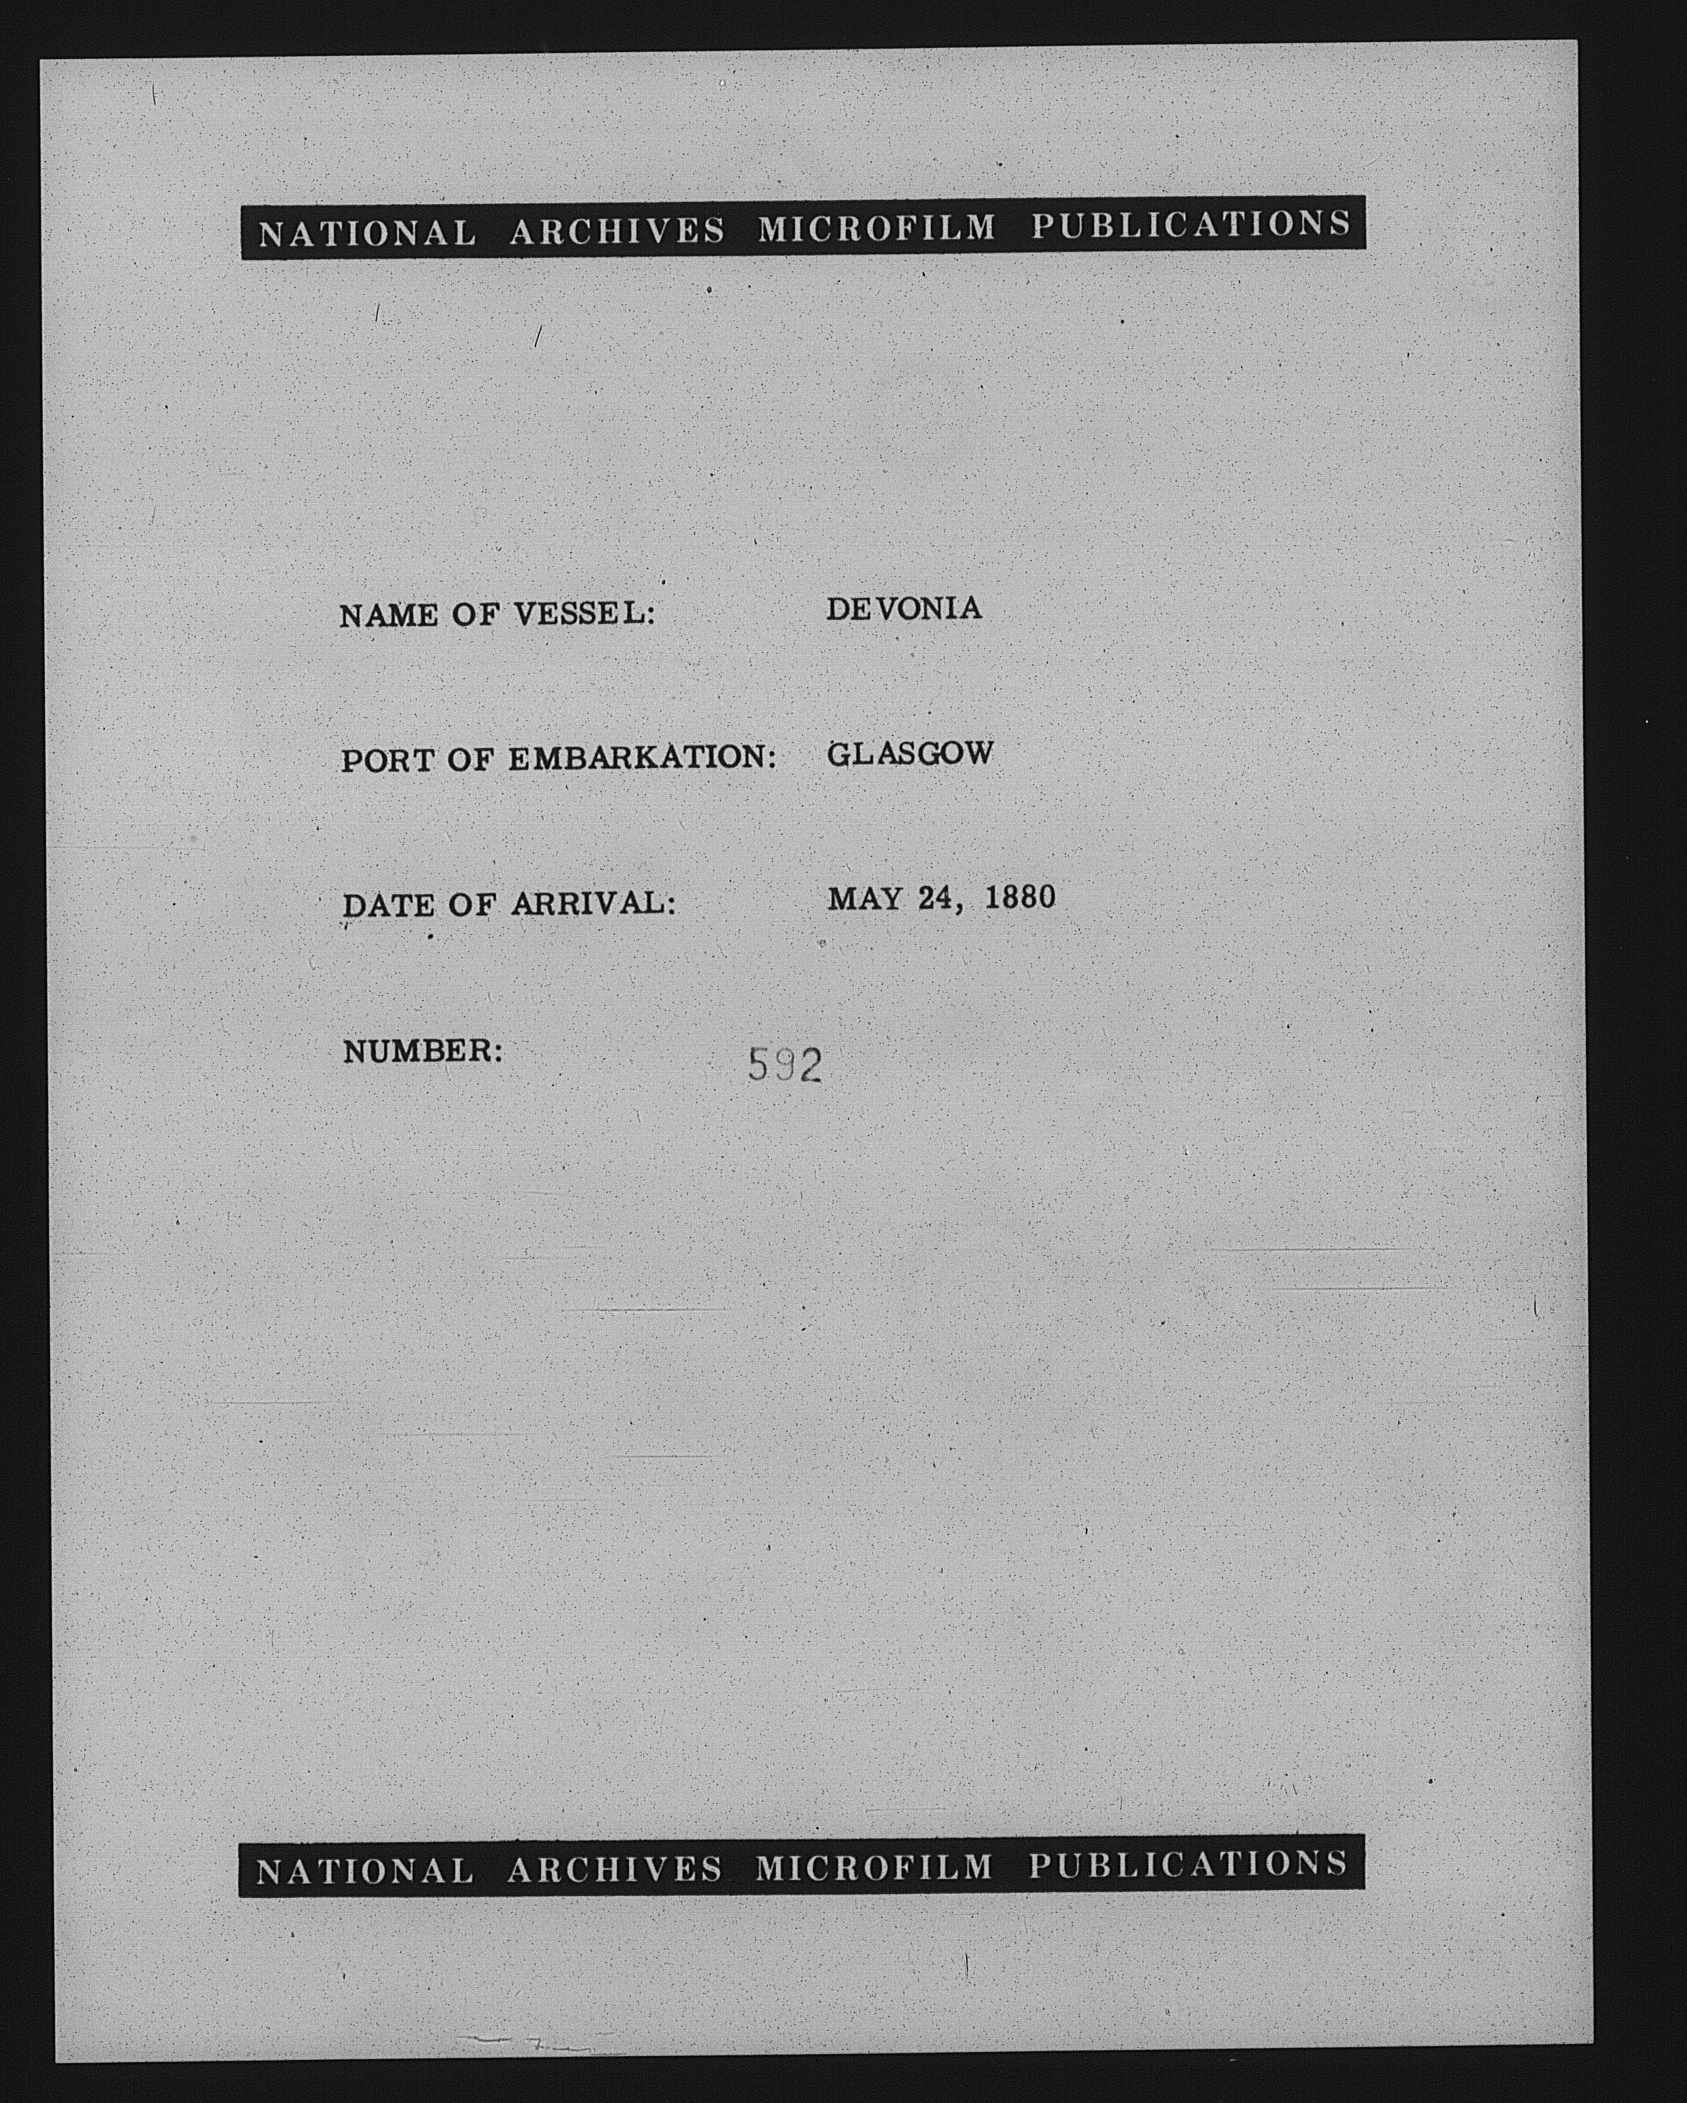 NATIONAL ARCHIVES MICROFILM PUBLICATIONS
NAME OF VESSEL: DEVONIA
PORT OF EMBARKATION: GLASGOW
DATE OF ARRIVAL: MAY 24, 1880
NUMBER: 592
NATIONAL ARCHIVES MICROFILM PUBLICATIONS